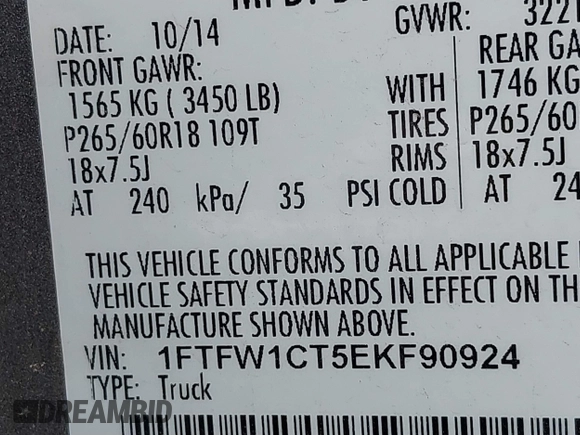 DATE: 10/14
GVWR: 3221
FRONT GAWR:
REAR GAW
1565 KG ( 3450 LB)
WITH
1746 KG
P265/60R18 109T
TIRES
P265/60
18x7.5J
RIMS
18x7.5J
AT 240 kPa/ 35 PSI COLD
AT 24
THIS VEHICLE CONFORMS TO ALL APPLICABLE
VEHICLE SAFETY STANDARDS IN EFFECT ON TH
MANUFACTURE SHOWN ABOVE.
VIN: 1FTFW1CT5EKF90924
TYPE: Truck
DREAMBID